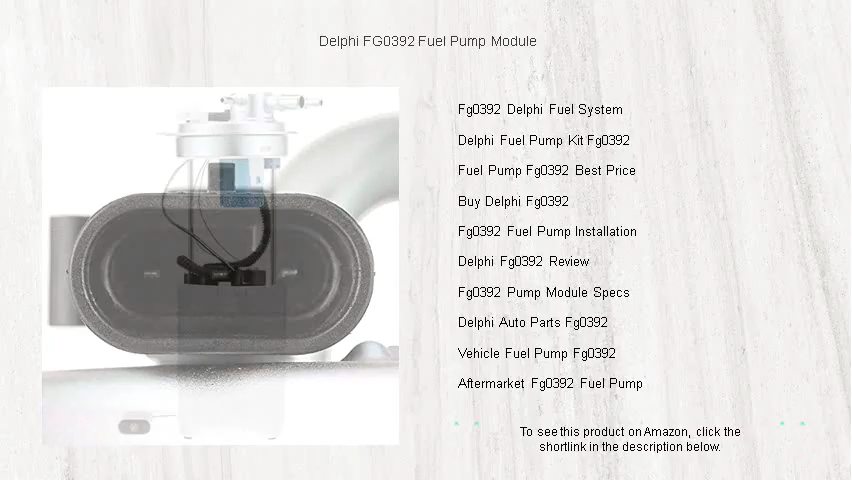 Delphi FG0392 Fuel Pump Module
Fg0392 Delphi Fuel System
Delphi Fuel Pump Kit Fg0392
Fuel Pump Fg0392 Best Price
Buy Delphi Fg0392
Fg0392 Fuel Pump Installation
Delphi Fg0392 Review
Fg0392 Pump Module Specs
Delphi Auto Parts Fg0392
Vehicle Fuel Pump Fg0392
Aftermarket Fg0392 Fuel Pump
To see this product on Amazon, click the
shortlink in the description below.